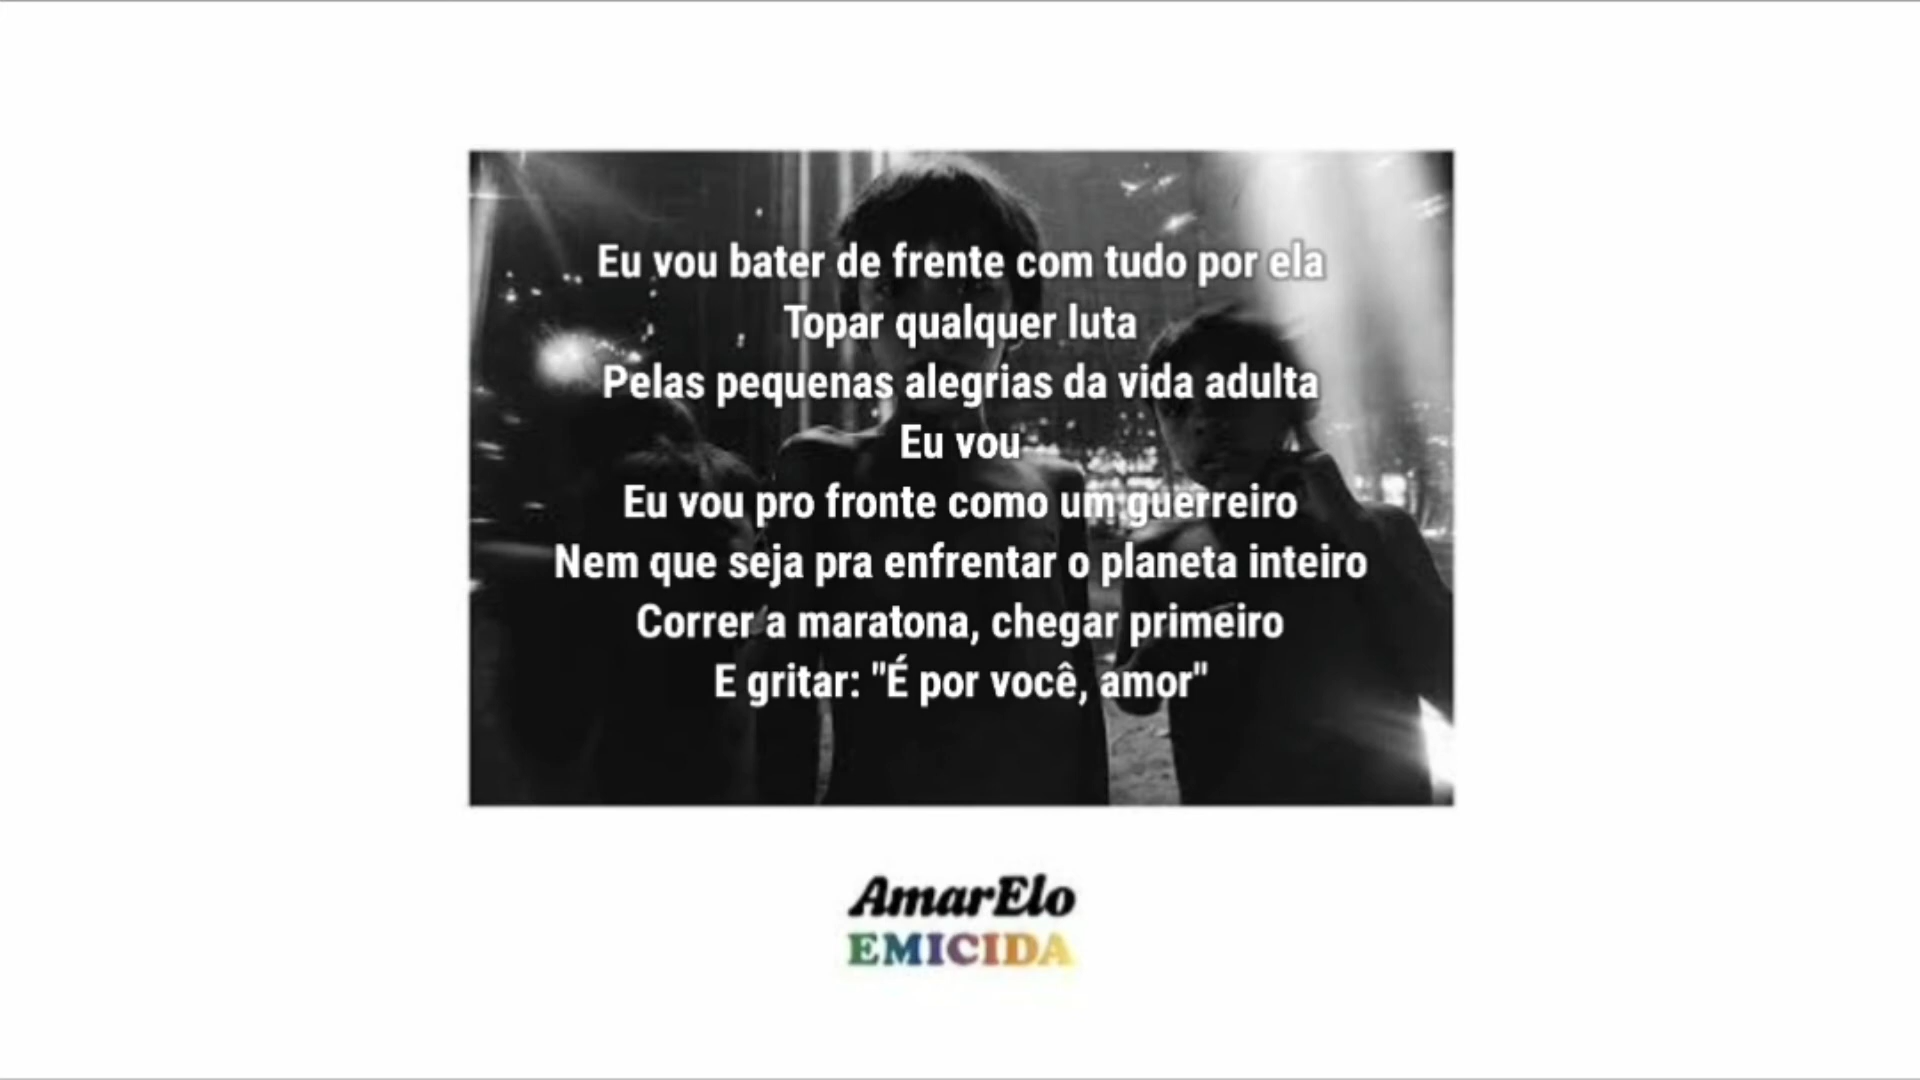 Eu vou bater de frente com tudo por ela
Topar qualquer luta
Pelas pequenas alegrias da vida adulta
Eu vou
Eu vou pro fronte como um guerreiro
Nem que seja pra enfrentar o planeta inteiro
Correr a maratona, chegar primeiro
E gritar: "É por você, amor"
AmarElo
EMICIDA